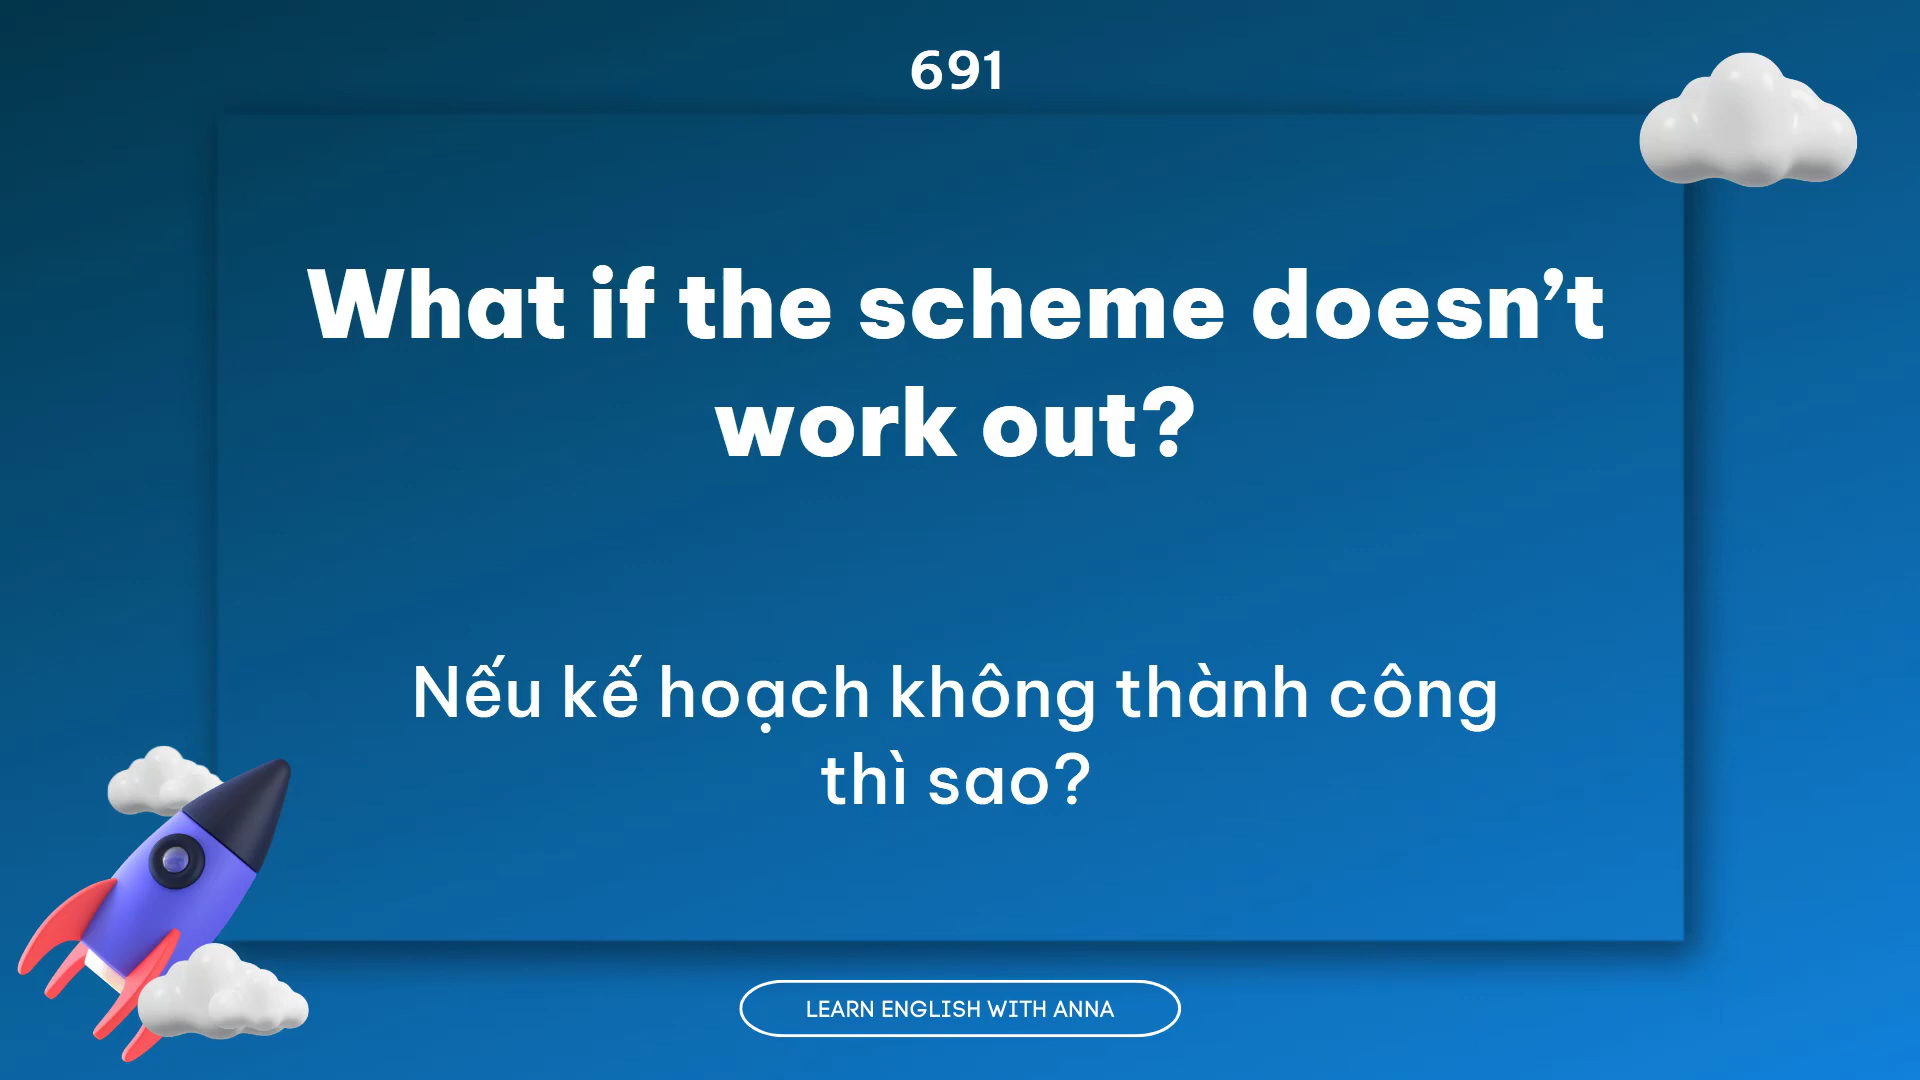 691
What if the scheme doesn’t
work out?
Nếu kế hoạch không thành công
thì sao?
LEARN ENGLISH WITH ANNA